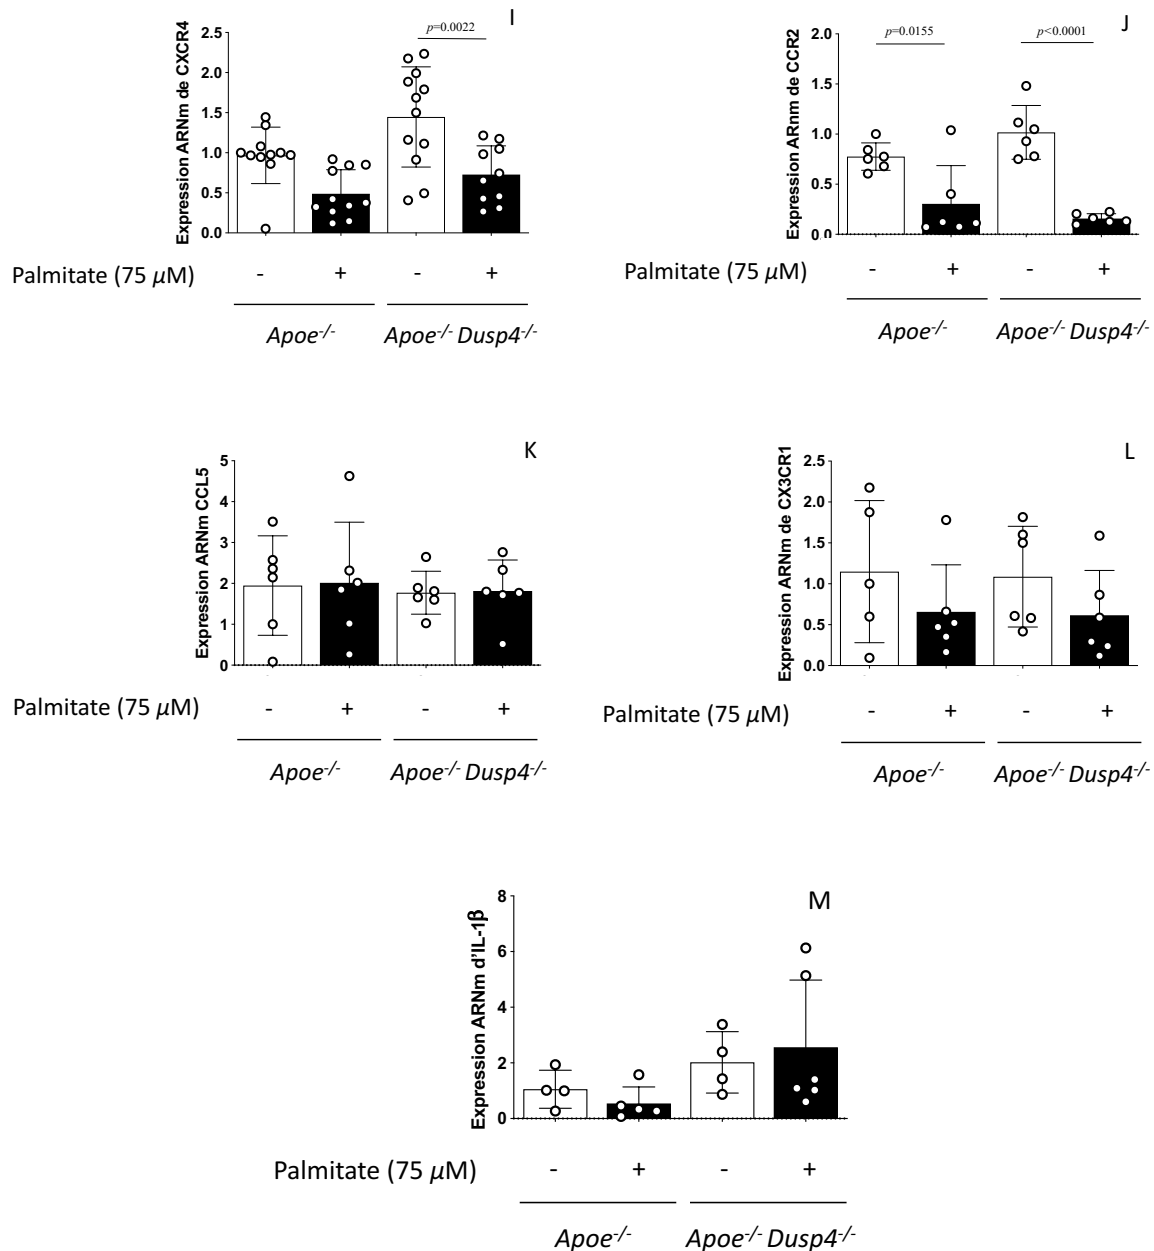 I
Expression ARNm de CXCR4
2.5
2.0
1.5
1.0
0.5
0.0
p=0.0022
Palmitate (75 µM)
- + - +
Apoe-/- Apoe-/- Dusp4-/-
J
Expression ARnm de CCR2
2.0
1.0
0.5
0.0
p=0.0155 p<0.0001
Palmitate (75 µM)
- + - +
Apoe-/- Apoe-/- Dusp4-/-
K
Expression ARNm CCL5
5
4
3
2
1
0
Palmitate (75 µM)
- + - +
Apoe-/- Apoe-/- Dusp4-/-
L
Expression ARNm de CX3CR1
2.5
2.0
1.5
1.0
0.5
0.0
Palmitate (75 µM)
- + - +
Apoe-/- Apoe-/- Dusp4-/-
M
Expression ARNm d'IL-1β
8
6
4
2
0
Palmitate (75 µM)
- + - +
Apoe-/- Apoe-/- Dusp4-/-